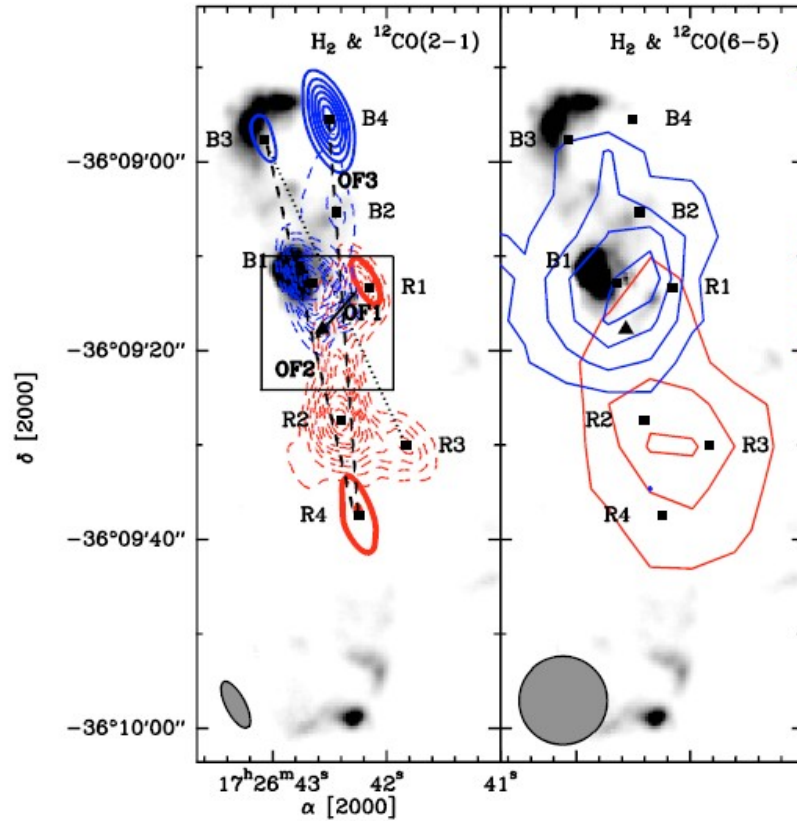 H₂ & ¹²CO(2−1)
H₂ & ¹²CO(6−5)
B3
B4
OF3
B2
B1
R1
OF1
OF2
R2
R3
R4
B3
B4
B2
B1
R1
R2
R3
R4
−36°09′00″
−36°09′20″
−36°09′40″
−36°10′00″
δ [2000]
17ʰ26ᵐ43ˢ
42ˢ
41ˢ
α [2000]